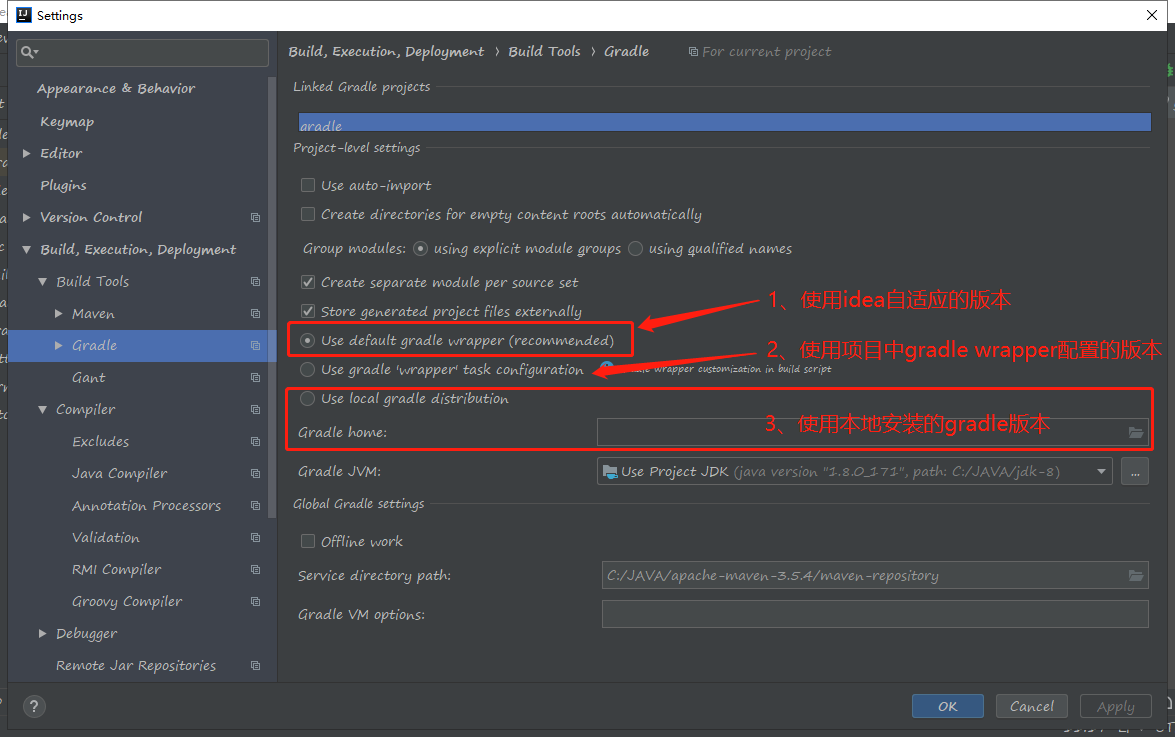 Settings
Build, Execution, Deployment › Build Tools › Gradle For current project
Appearance & Behavior
Keymap
Editor
Plugins
Version Control
Build, Execution, Deployment
Build Tools
Maven
Gradle
Gant
Compiler
Excludes
Java Compiler
Annotation Processors
Validation
RMI Compiler
Groovy Compiler
Debugger
Remote Jar Repositories
Linked Gradle projects
gradle
Project-level settings
Use auto-import
Create directories for empty content roots automatically
Group modules: using explicit module groups using qualified names
Create separate module per source set
Store generated project files externally
1、使用idea自适应的版本
Use default gradle wrapper (recommended)
2、使用项目中gradle wrapper配置的版本
Use gradle 'wrapper' task configuration wrapper customization in build script
Use local gradle distribution
Gradle home:
3、使用本地安装的gradle版本
Gradle JVM: Use Project JDK (java version "1.8.0_171", path: C:/JAVA/jdk-8) ...
Global Gradle settings
Offline work
Service directory path: C:/JAVA/apache-maven-3.5.4/maven-repository
Gradle VM options:
? OK Cancel Apply